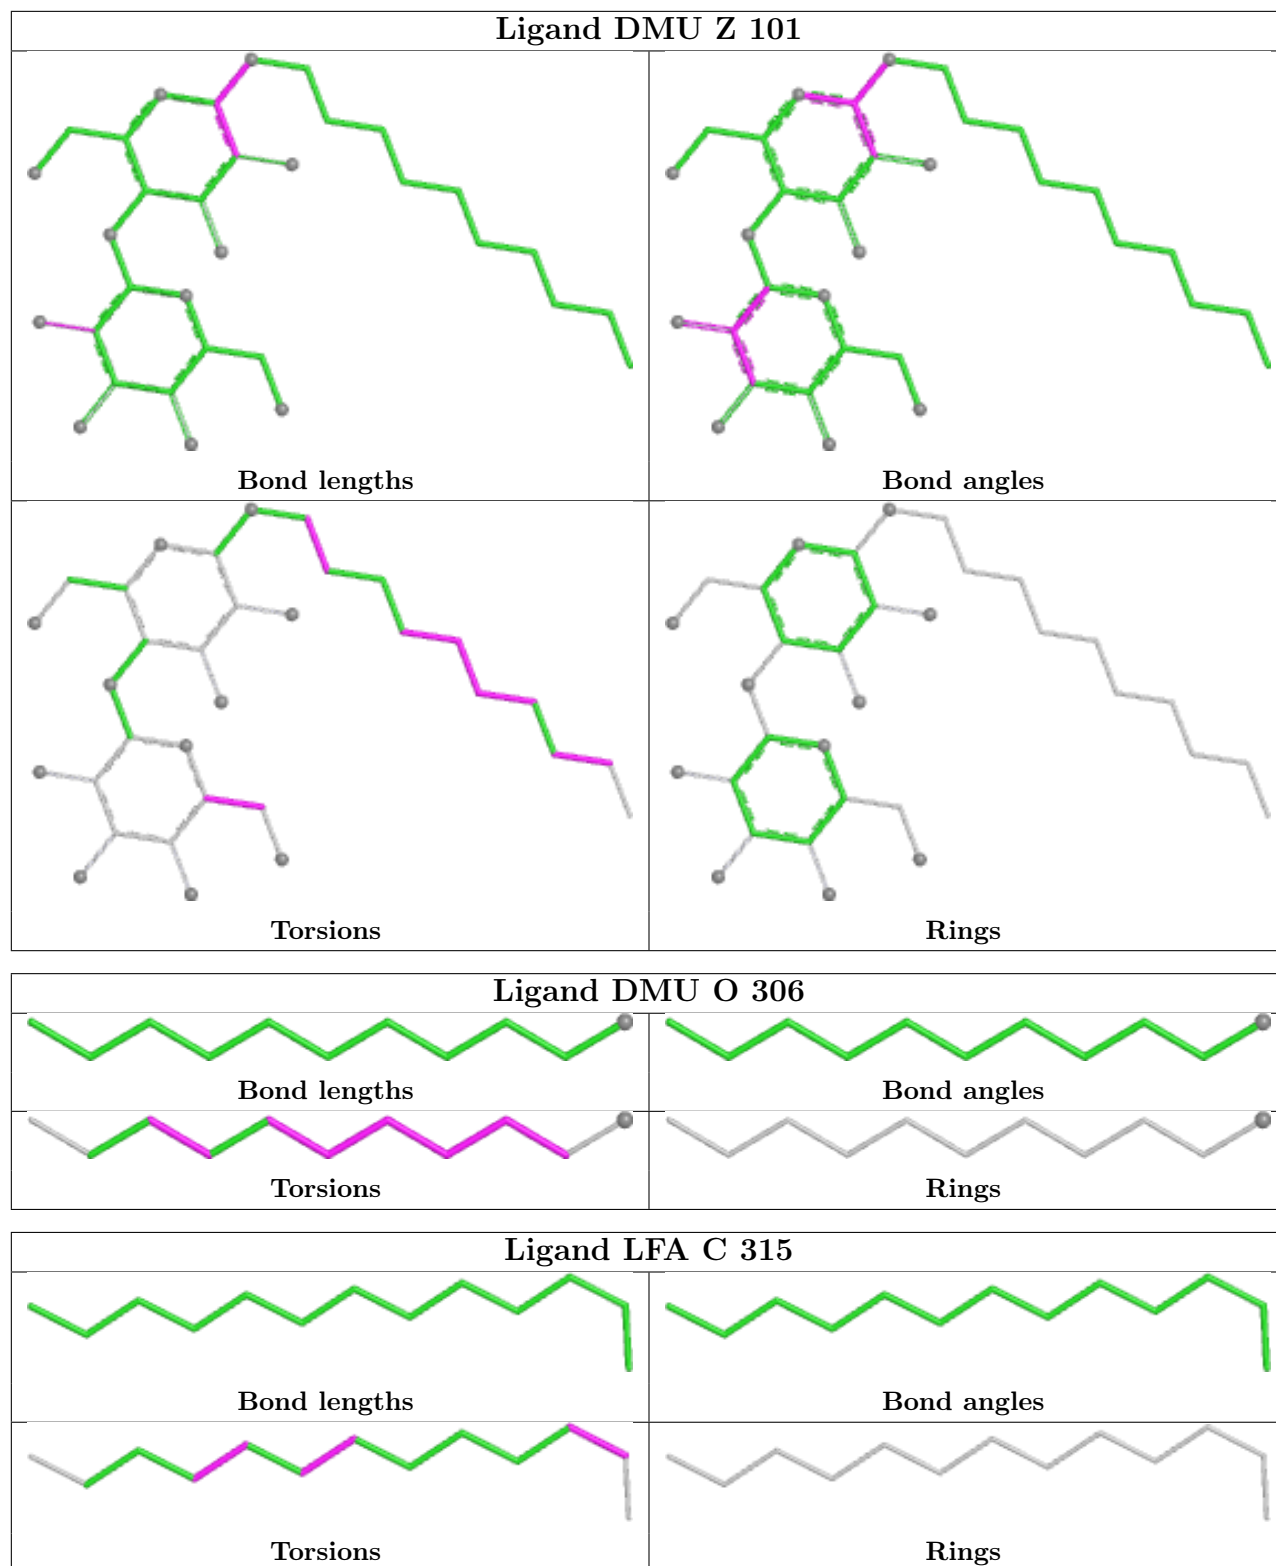 Ligand DMU Z 101
Bond lengths
Bond angles
Torsions
Rings
Ligand DMU O 306
Bond lengths
Bond angles
Torsions
Rings
Ligand LFA C 315
Bond lengths
Bond angles
Torsions
Rings